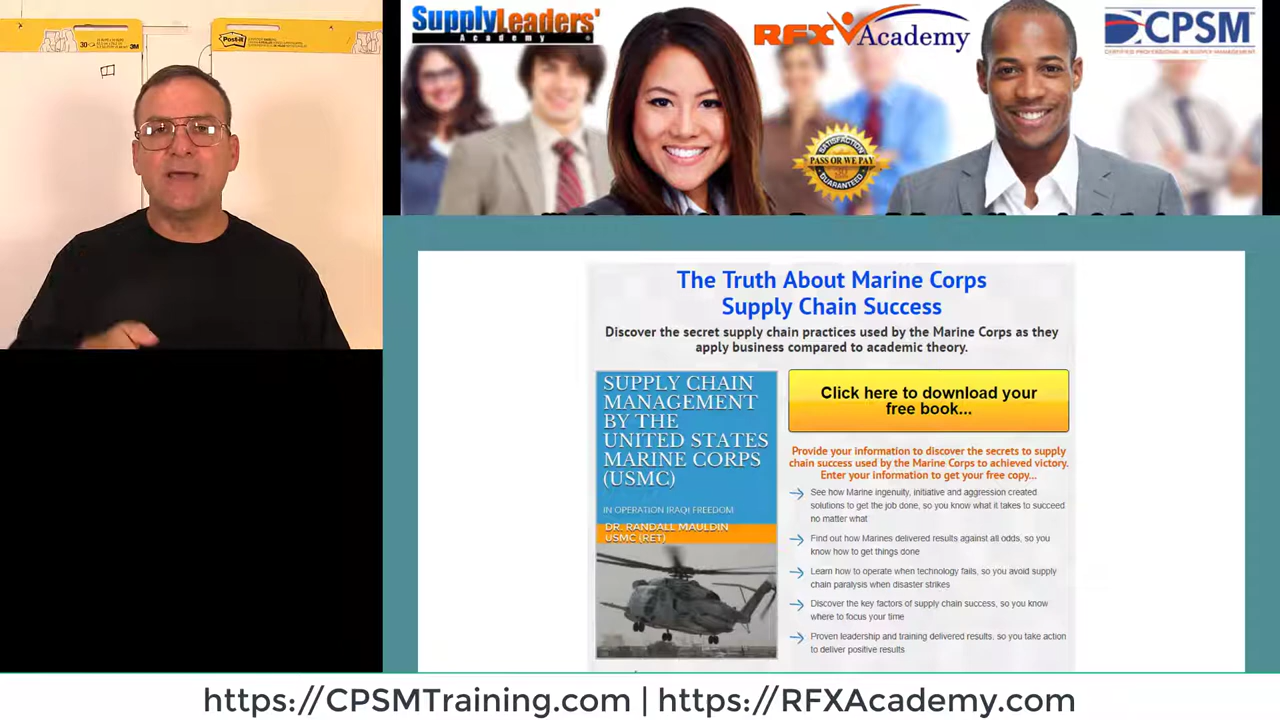 30
3M
Post-it
SupplyLeaders'
Academy
RFX Academy
CPSM
CERTIFIED PROFESSIONAL IN SUPPLY MANAGEMENT
SATISFACTION
PASS OR WE PAY
GUARANTEED
The Truth About Marine Corps
Supply Chain Success
Discover the secret supply chain practices used by the Marine Corps as they
apply business compared to academic theory.
SUPPLY CHAIN
MANAGEMENT
BY THE
UNITED STATES
MARINE CORPS
(USMC)
IN OPERATION IRAQI FREEDOM
DR. RANDALL MAULDIN
USMC (RET)
Click here to download your
free book...
Provide your information to discover the secrets to supply
chain success used by the Marine Corps to achieved victory.
Enter your information to get your free copy...
See how Marine ingenuity, initiative and aggression created
solutions to get the job done, so you know what it takes to succeed
no matter what
Find out how Marines delivered results against all odds, so you
know how to get things done
Learn how to operate when technology fails, so you avoid supply
chain paralysis when disaster strikes
Discover the key factors of supply chain success, so you know
where to focus your time
Proven leadership and training delivered results, so you take action
to deliver positive results
https://CPSMTraining.com | https://RFXAcademy.com